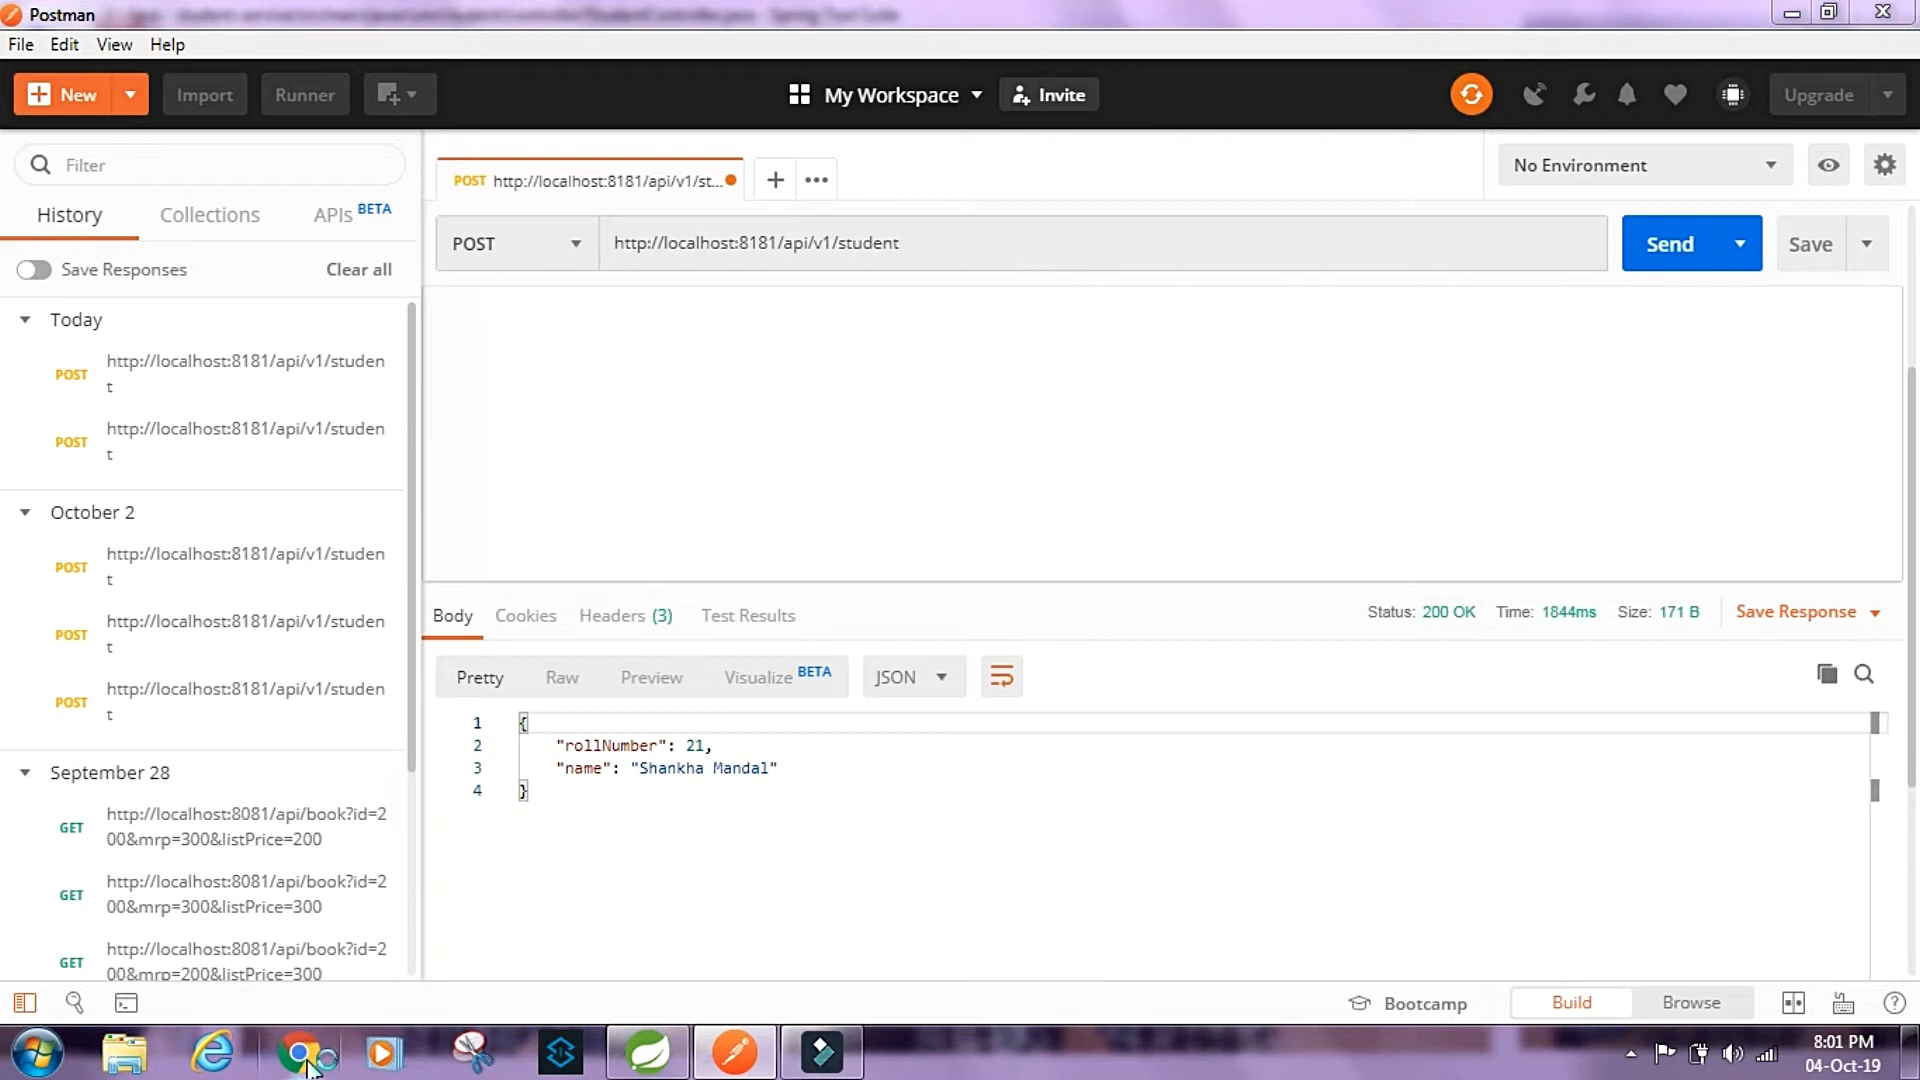 Postman
File Edit View Help
New Import Runner My Workspace Invite Upgrade
Filter
History Collections APIs BETA
Save Responses Clear all
Today
POST http://localhost:8181/api/v1/studen
t
POST http://localhost:8181/api/v1/studen
t
October 2
POST http://localhost:8181/api/v1/studen
t
POST http://localhost:8181/api/v1/studen
t
POST http://localhost:8181/api/v1/studen
t
September 28
GET http://localhost:8081/api/book?id=2
00&mrp=300&listPrice=200
GET http://localhost:8081/api/book?id=2
00&mrp=300&listPrice=300
GET http://localhost:8081/api/book?id=2
00&mrp=200&listPrice=300
POST http://localhost:8181/api/v1/st...
No Environment
POST http://localhost:8181/api/v1/student Send Save
Body Cookies Headers (3) Test Results Status: 200 OK Time: 1844ms Size: 171 B Save Response
Pretty Raw Preview Visualize BETA JSON
1 {
2 "rollNumber": 21,
3 "name": "Shankha Mandal"
4 }
Bootcamp Build Browse
8:01 PM
04-Oct-19